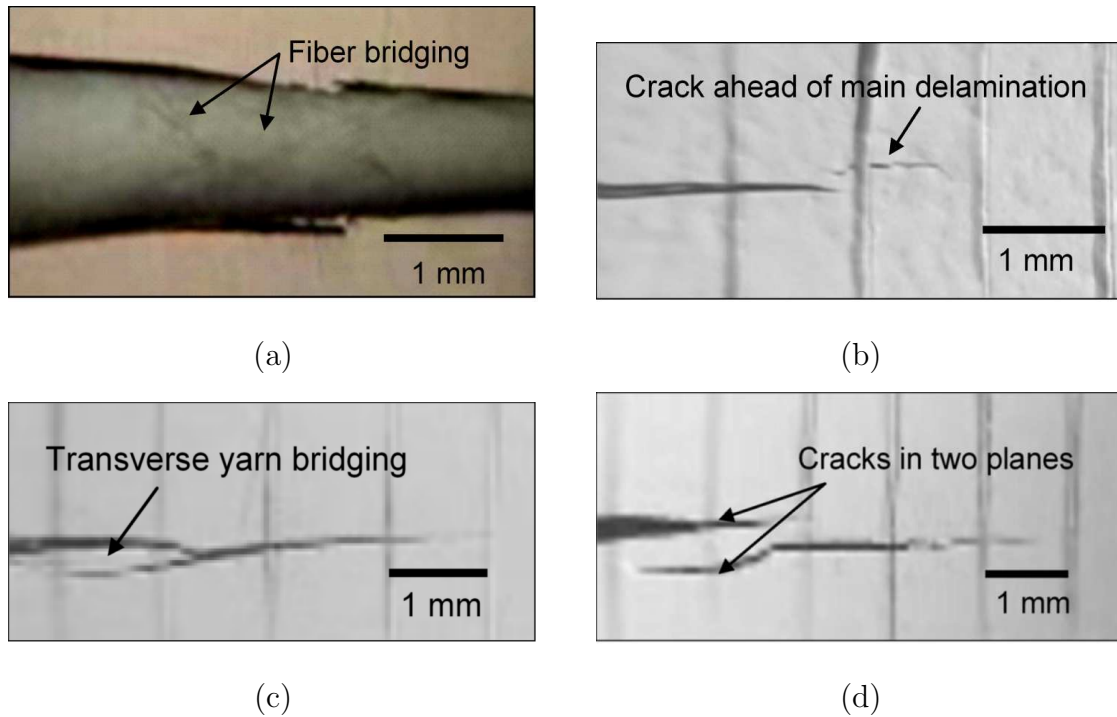 Fiber bridging
1 mm
(a)
Crack ahead of main delamination
1 mm
(b)
Transverse yarn bridging
1 mm
(c)
Cracks in two planes
1 mm
(d)